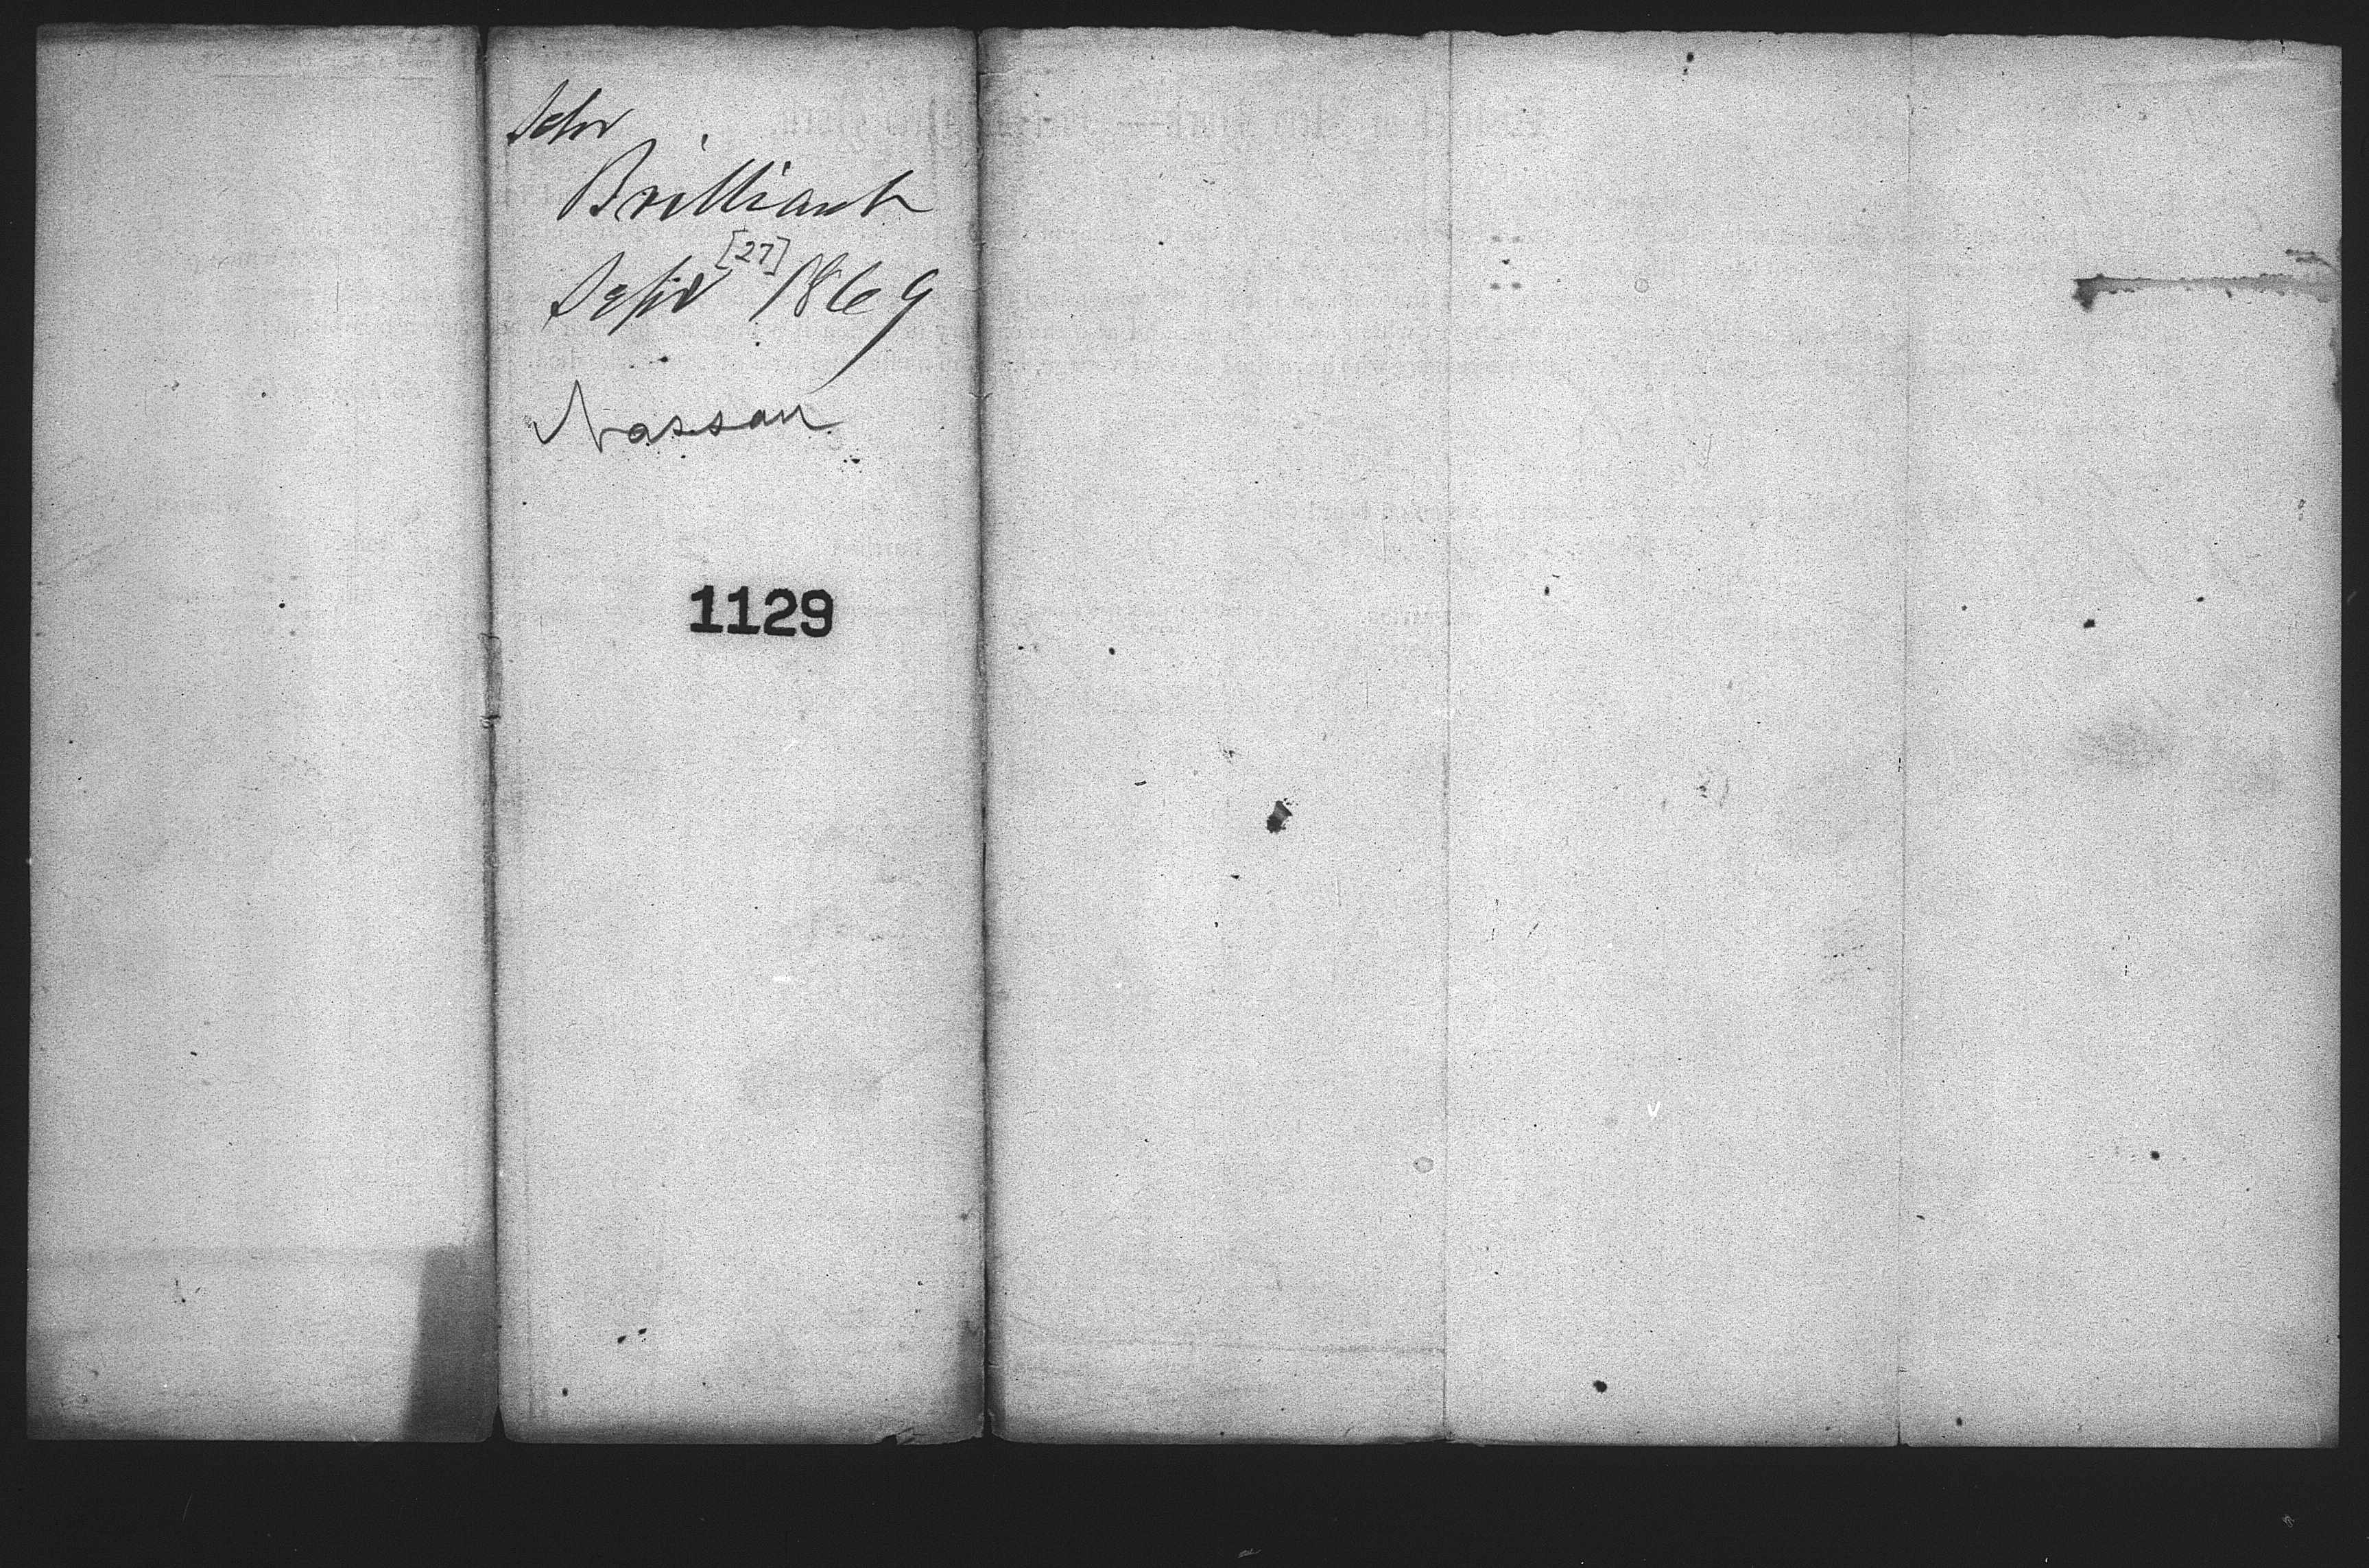 Schr
Brilliant
[27]
Sept 1869
Nassau
1129